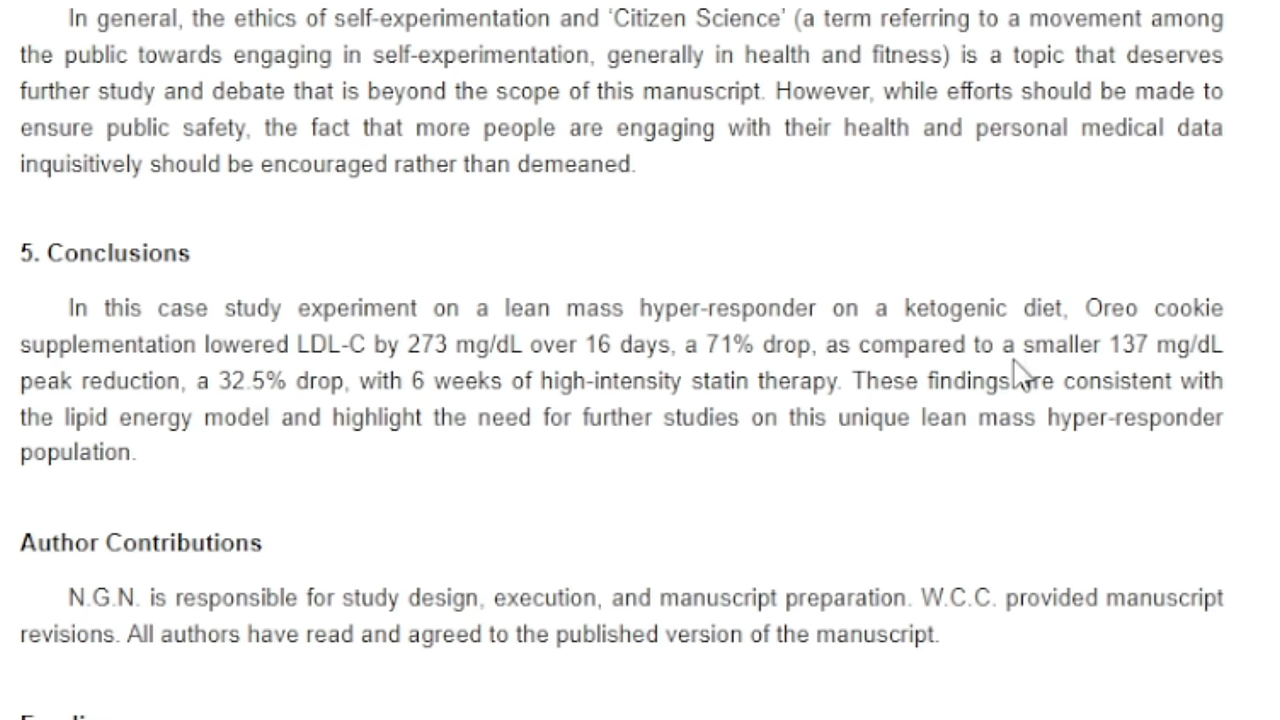 In general, the ethics of self-experimentation and ‘Citizen Science’ (a term referring to a movement among
the public towards engaging in self-experimentation, generally in health and fitness) is a topic that deserves
further study and debate that is beyond the scope of this manuscript. However, while efforts should be made to
ensure public safety, the fact that more people are engaging with their health and personal medical data
inquisitively should be encouraged rather than demeaned.
5. Conclusions
In this case study experiment on a lean mass hyper-responder on a ketogenic diet, Oreo cookie
supplementation lowered LDL-C by 273 mg/dL over 16 days, a 71% drop, as compared to a smaller 137 mg/dL
peak reduction, a 32.5% drop, with 6 weeks of high-intensity statin therapy. These findings are consistent with
the lipid energy model and highlight the need for further studies on this unique lean mass hyper-responder
population.
Author Contributions
N.G.N. is responsible for study design, execution, and manuscript preparation. W.C.C. provided manuscript
revisions. All authors have read and agreed to the published version of the manuscript.